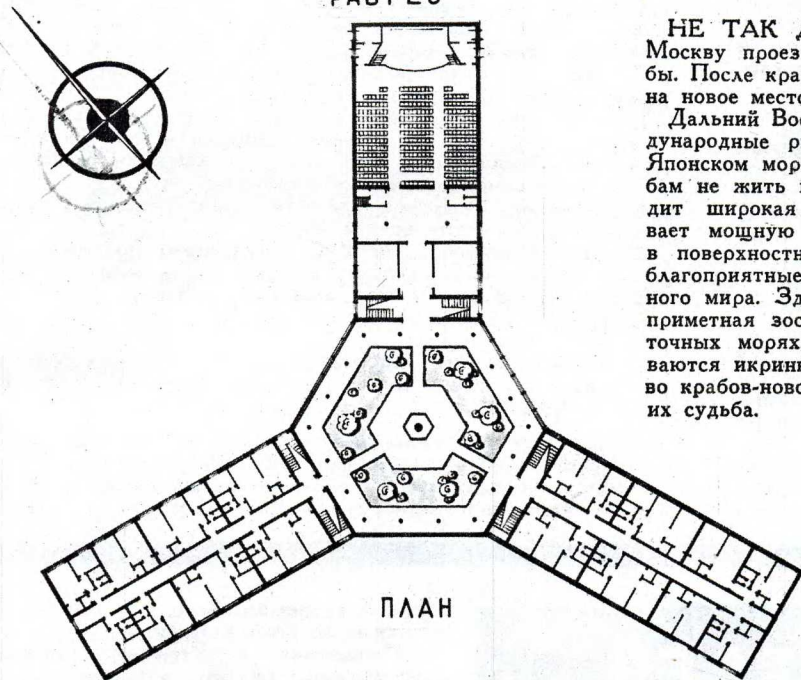 РАЗРЕЗ
НЕ ТАК
Москву проез
бы. После кра
на новое место
Дальний Вос
дународные р
Японском мор
бам не жить
дит широкая
вает мощную
в поверхностн
благоприятные
ного мира. Зд
приметная зос
точных морях
ваются икрин
во крабов-ново
их судьба.
ПЛАН